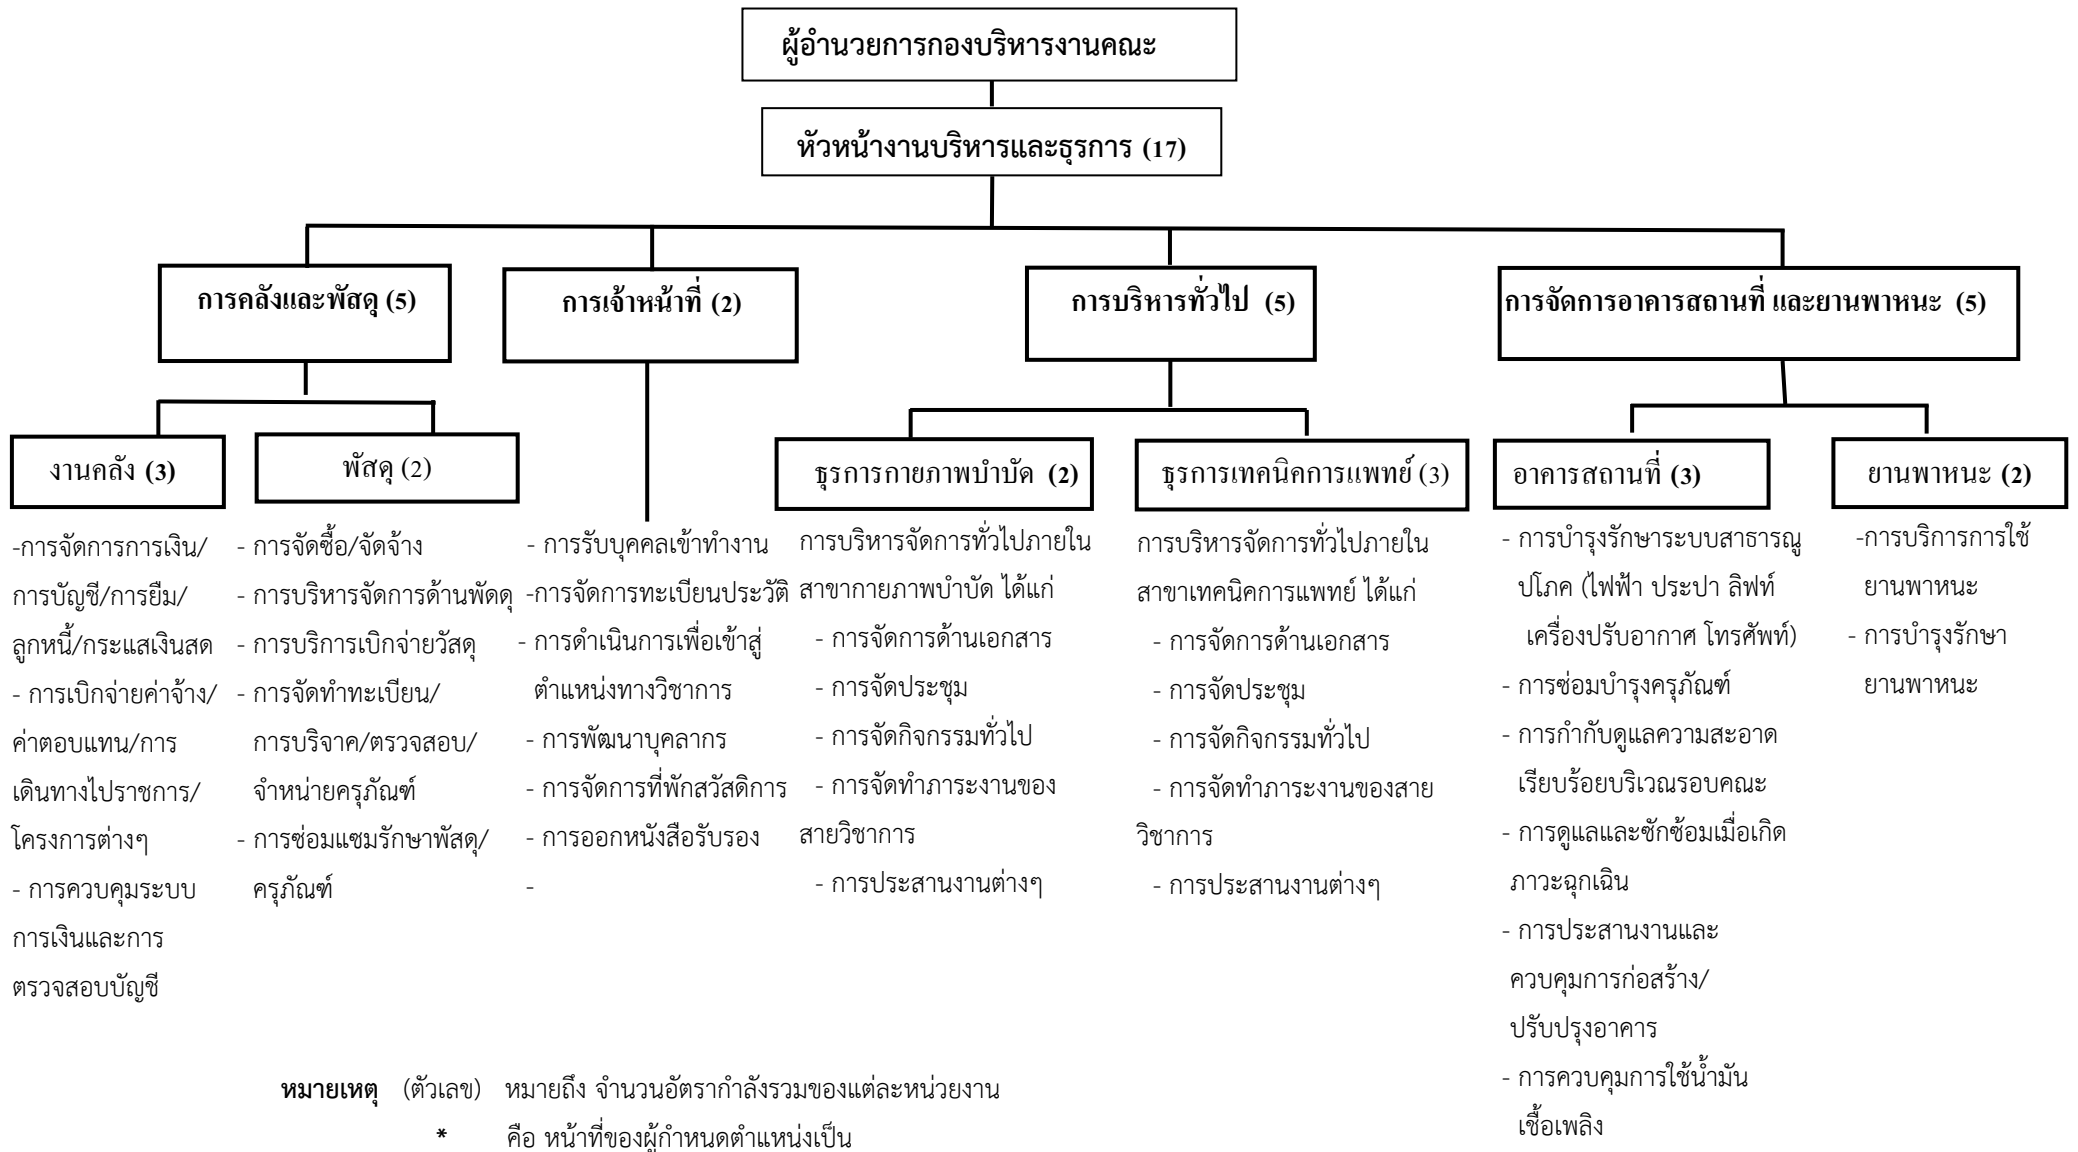 ผู้อำนวยการกองบริหารงานคณะ
หัวหน้างานบริหารและธุรการ (17)
การคลังและพัสดุ (5)
การเจ้าหน้าที่ (2)
การบริหารทั่วไป (5)
การจัดการอาคารสถานที่ และยานพาหนะ (5)
งานคลัง (3)
พัสดุ (2)
ธุรการกายภาพบำบัด (2)
ธุรการเทคนิคการแพทย์ (3)
อาคารสถานที่ (3)
ยานพาหนะ (2)
-การจัดการการเงิน/
การบัญชี/การยืม/
ลูกหนี้/กระแสเงินสด
- การเบิกจ่ายค่าจ้าง/
ค่าตอบแทน/การ
เดินทางไปราชการ/
โครงการต่างๆ
- การควบคุมระบบ
การเงินและการ
ตรวจสอบบัญชี
- การจัดซื้อ/จัดจ้าง
- การบริหารจัดการด้านพัดดุ
- การบริการเบิกจ่ายวัสดุ
- การจัดทำทะเบียน/
การบริจาค/ตรวจสอบ/
จำหน่ายครุภัณฑ์
- การซ่อมแซมรักษาพัสดุ/
ครุภัณฑ์
- การรับบุคคลเข้าทำงาน
-การจัดการทะเบียนประวัติ
- การดำเนินการเพื่อเข้าสู่
ตำแหน่งทางวิชาการ
- การพัฒนาบุคลากร
- การจัดการที่พักสวัสดิการ
- การออกหนังสือรับรอง
-
การบริหารจัดการทั่วไปภายใน
สาขากายภาพบำบัด ได้แก่
- การจัดการด้านเอกสาร
- การจัดประชุม
- การจัดกิจกรรมทั่วไป
- การจัดทำภาระงานของ
สายวิชาการ
- การประสานงานต่างๆ
การบริหารจัดการทั่วไปภายใน
สาขาเทคนิคการแพทย์ ได้แก่
- การจัดการด้านเอกสาร
- การจัดประชุม
- การจัดกิจกรรมทั่วไป
- การจัดทำภาระงานของสาย
วิชาการ
- การประสานงานต่างๆ
- การบำรุงรักษาระบบสาธารณู
ปโภค (ไฟฟ้า ประปา ลิฟท์
เครื่องปรับอากาศ โทรศัพท์)
- การซ่อมบำรุงครุภัณฑ์
- การกำกับดูแลความสะอาด
เรียบร้อยบริเวณรอบคณะ
- การดูแลและซักซ้อมเมื่อเกิด
ภาวะฉุกเฉิน
- การประสานงานและ
ควบคุมการก่อสร้าง/
ปรับปรุงอาคาร
- การควบคุมการใช้น้ำมัน
เชื้อเพลิง
-การบริการการใช้
ยานพาหนะ
- การบำรุงรักษา
ยานพาหนะ
หมายเหตุ (ตัวเลข) หมายถึง จำนวนอัตรากำลังรวมของแต่ละหน่วยงาน
* คือ หน้าที่ของผู้กำหนดตำแหน่งเป็น